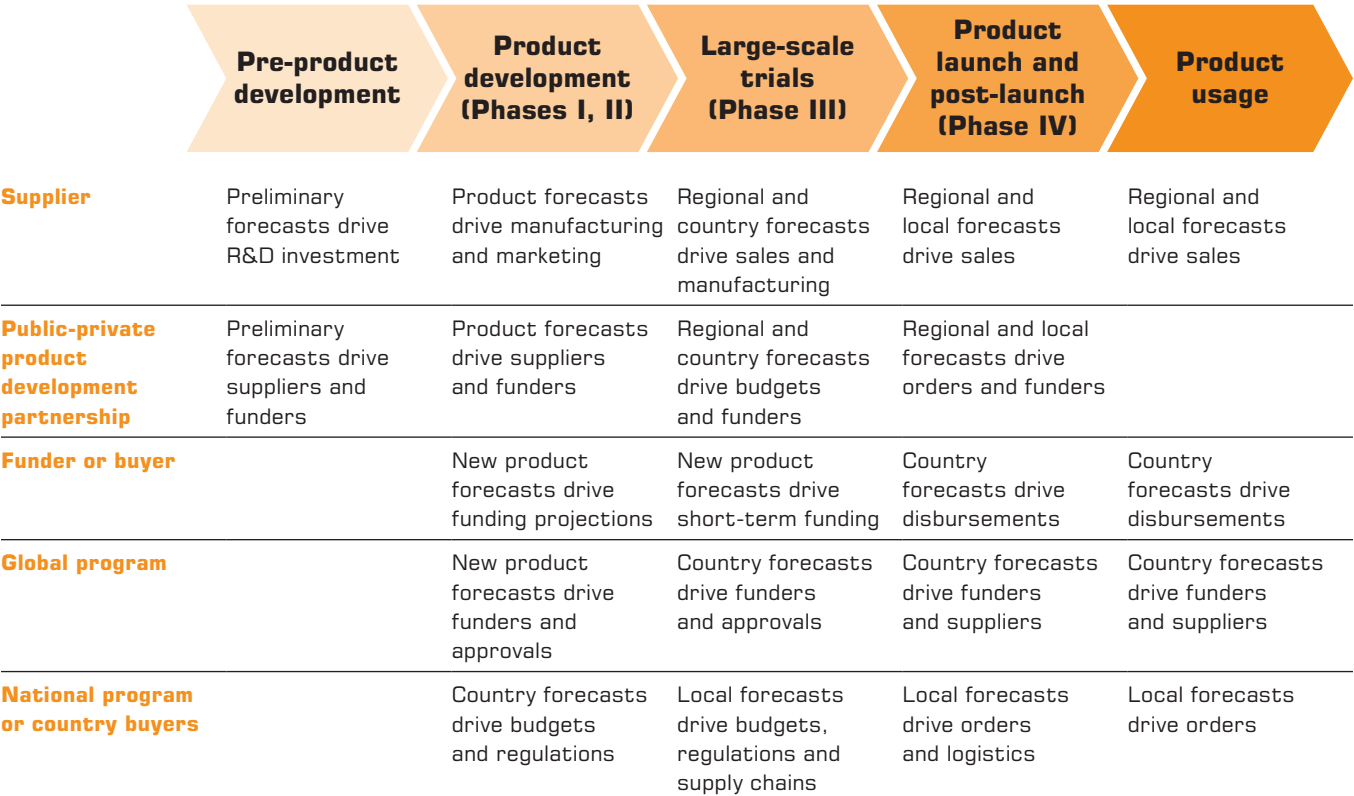 Pre-product
development
Product
development
(Phases I, II)
Large-scale
trials
(Phase III)
Product
launch and
post-launch
(Phase IV)
Product
usage
Supplier
Preliminary
forecasts drive
R&D investment
Product forecasts
drive manufacturing
and marketing
Regional and
country forecasts
drive sales and
manufacturing
Regional and
local forecasts
drive sales
Regional and
local forecasts
drive sales
Public-private
product
development
partnership
Preliminary
forecasts drive
suppliers and
funders
Product forecasts
drive suppliers
and funders
Regional and
country forecasts
drive budgets
and funders
Regional and local
forecasts drive
orders and funders
Funder or buyer
New product
forecasts drive
funding projections
New product
forecasts drive
short-term funding
Country
forecasts drive
disbursements
Country
forecasts drive
disbursements
Global program
New product
forecasts drive
funders and
approvals
Country forecasts
drive funders
and approvals
Country forecasts
drive funders
and suppliers
Country forecasts
drive funders
and suppliers
National program
or country buyers
Country forecasts
drive budgets
and regulations
Local forecasts
drive budgets,
regulations and
supply chains
Local forecasts
drive orders
and logistics
Local forecasts
drive orders